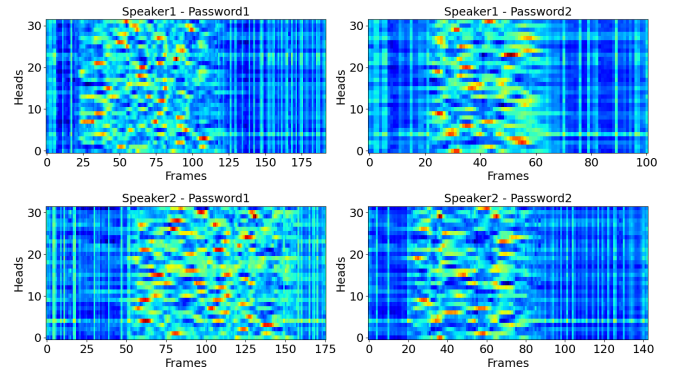 Speaker1 - Password1
30
20
10
0
Heads
0 25 50 75 100 125 150 175
Frames
Speaker1 - Password2
30
20
10
0
Heads
0 20 40 60 80 100
Frames
Speaker2 - Password1
30
20
10
0
Heads
0 25 50 75 100 125 150 175
Frames
Speaker2 - Password2
30
20
10
0
Heads
0 20 40 60 80 100 120 140
Frames